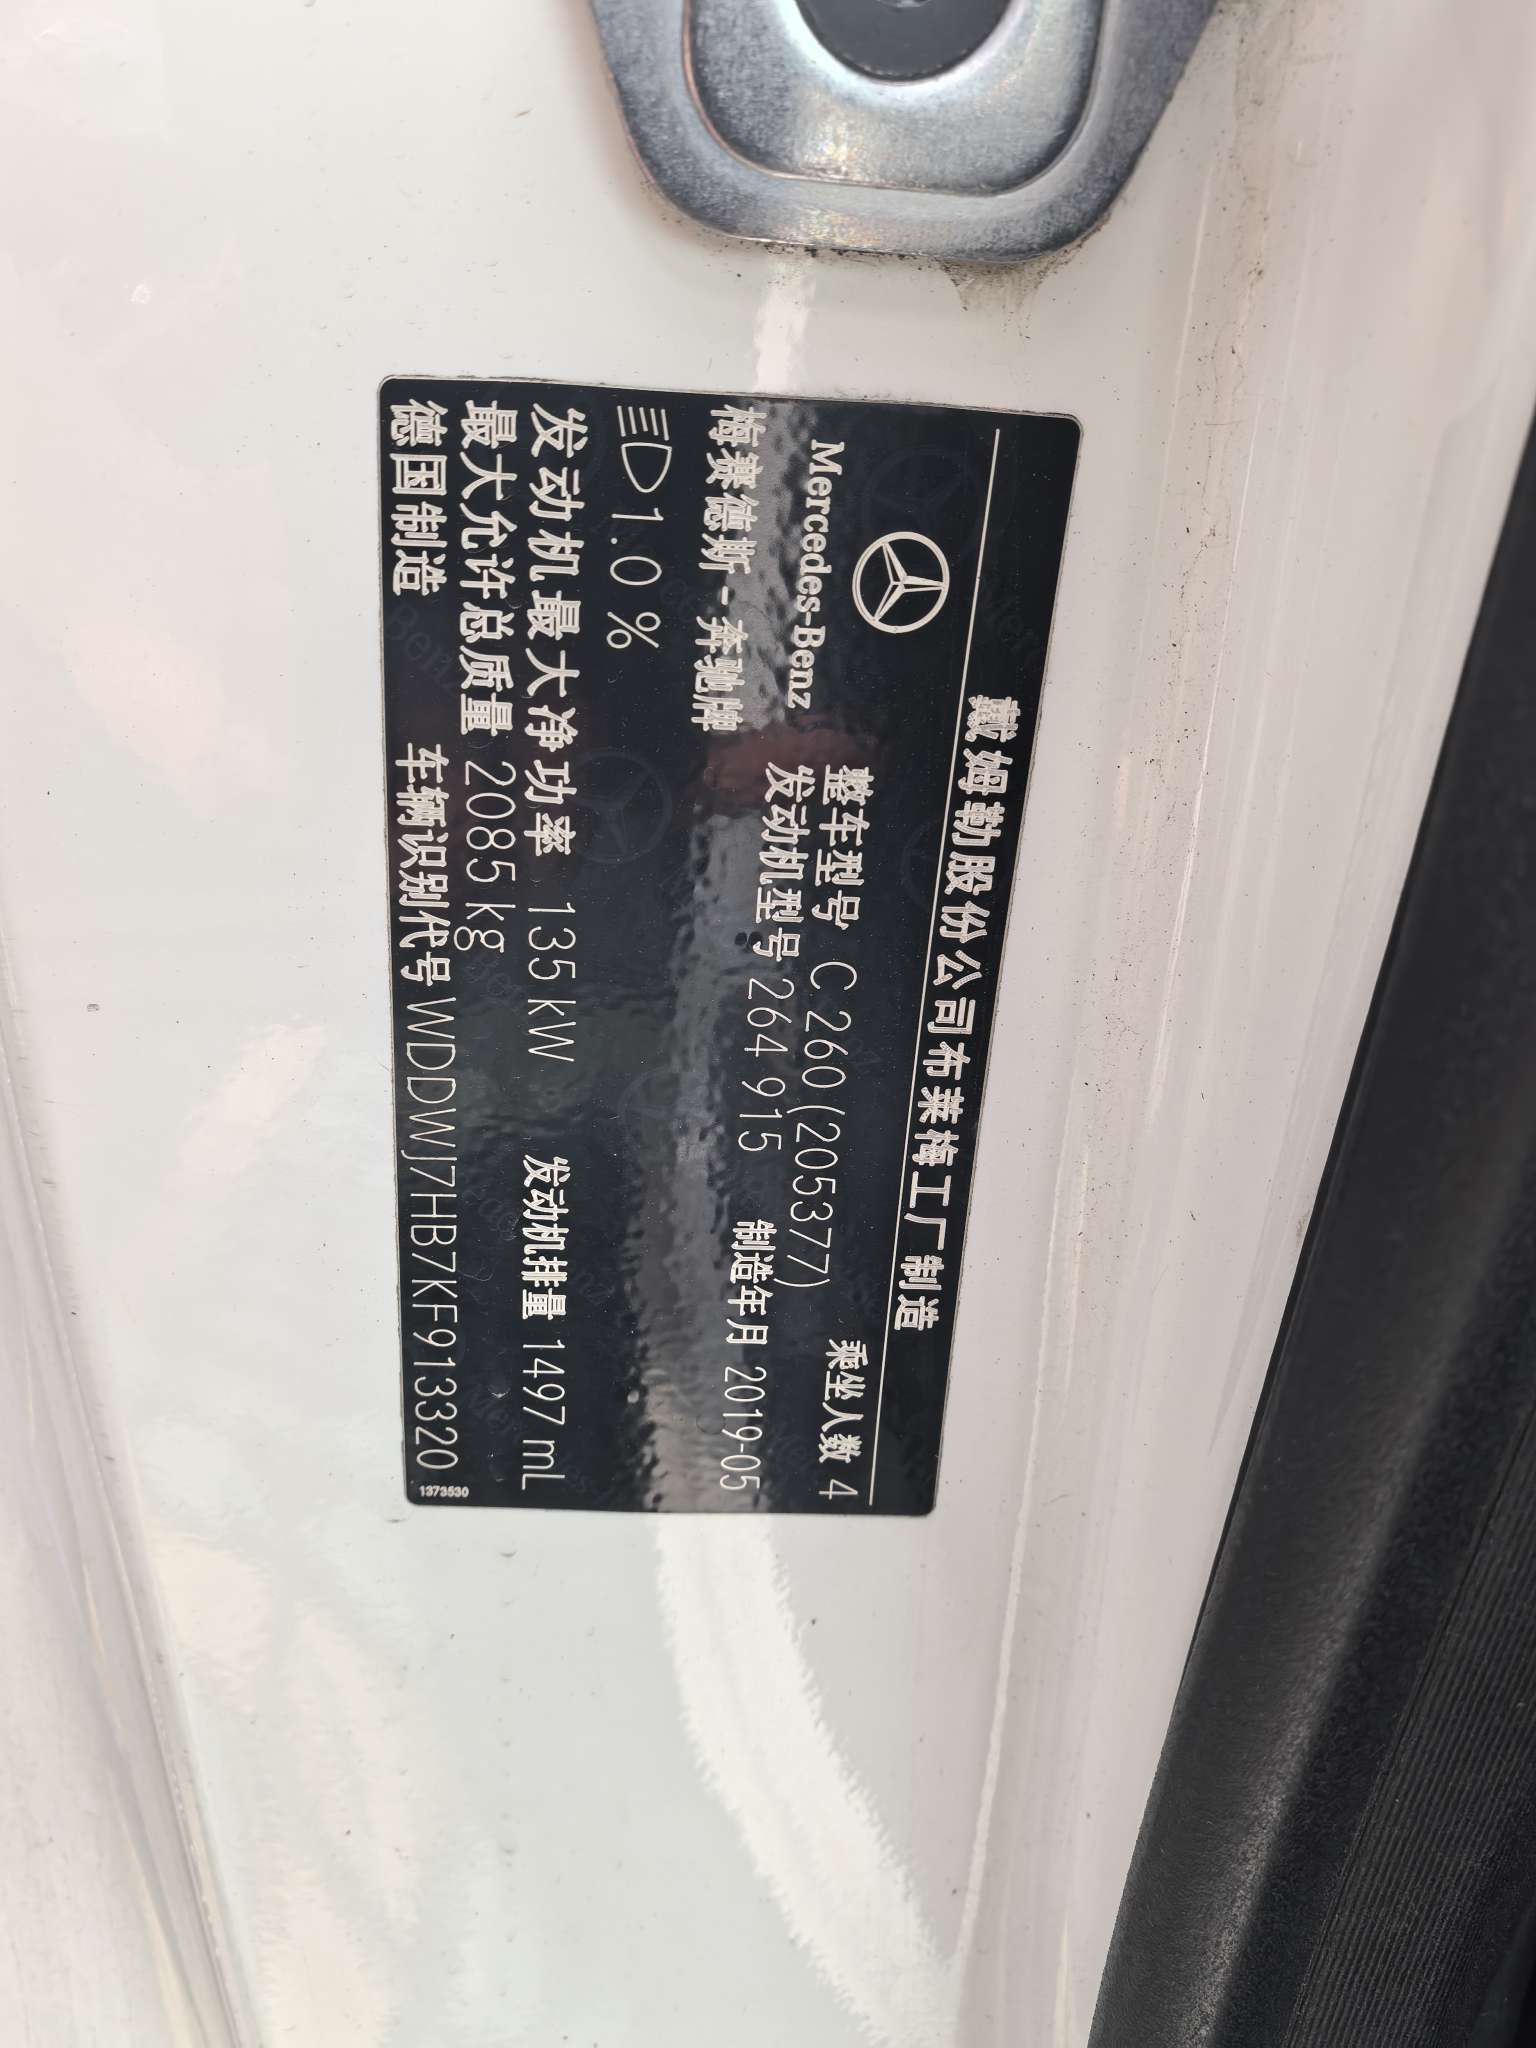 戴姆勒股份公司布莱梅工厂制造
Mercedes-Benz
整车型号 C 260 (205377)
乘坐人数 4
梅赛德斯-奔驰牌
发动机型号 264 915
制造年月 2019-05
1.0 %
发动机最大净功率 135 kW
发动机排量 1497 mL
最大允许总质量 2085 kg
德国制造
车辆识别代号 WDDWJ7HB7KF913320
1373530